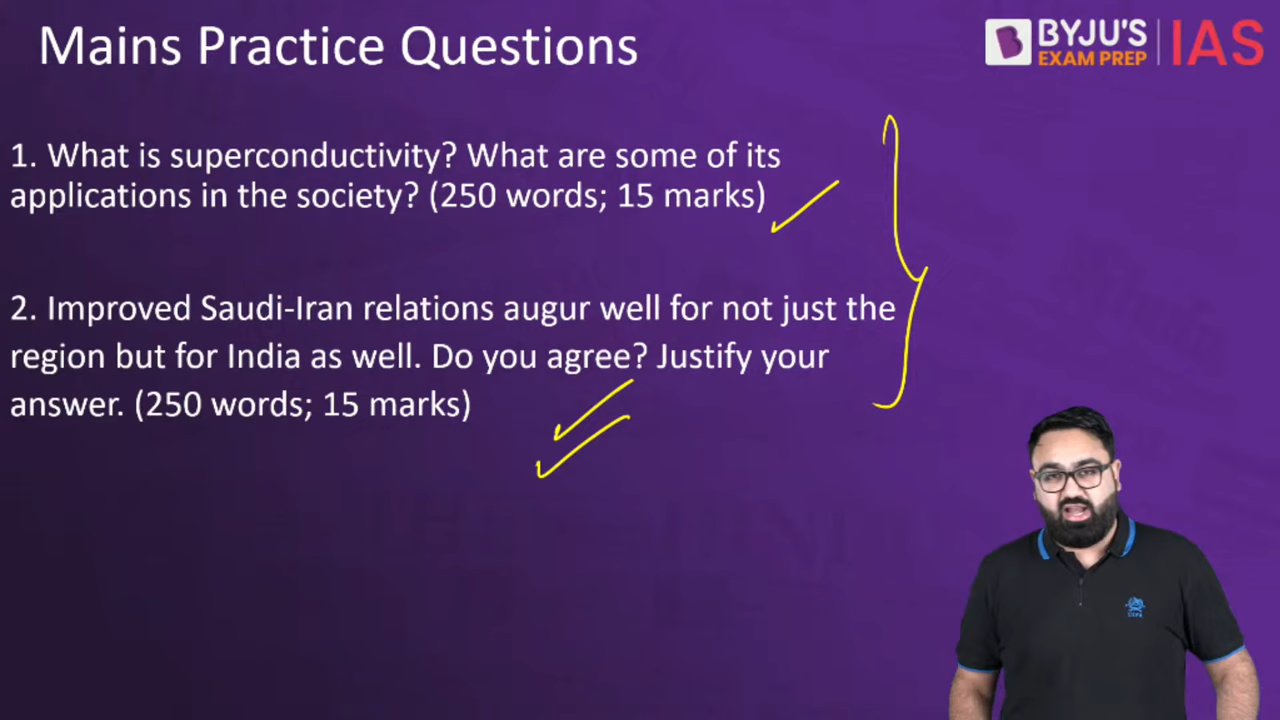 Mains Practice Questions
BYJU'S
EXAM PREP
IAS
1. What is superconductivity? What are some of its
applications in the society? (250 words; 15 marks)
2. Improved Saudi-Iran relations augur well for not just the
region but for India as well. Do you agree? Justify your
answer. (250 words; 15 marks)